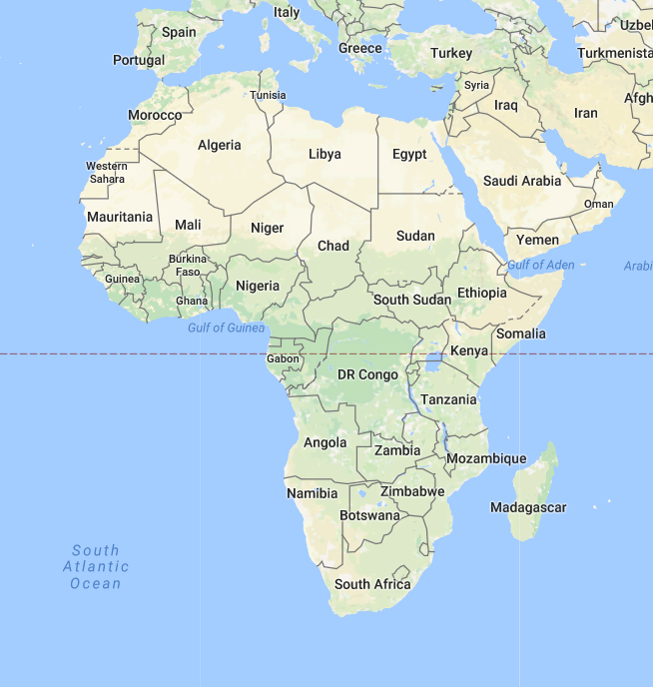 Italy
Uzbel
Spain
Greece
Turkey
Turkmenista
Portugal
Syria
Tunisia
Afgh
Iraq
Iran
Morocco
Algeria
Libya
Egypt
Western
Sahara
Saudi Arabia
Oman
Mauritania
Mali
Niger
Chad
Sudan
Yemen
Burkina
Faso
Gulf of Aden
Arabi
Guinea
Nigeria
Ethiopia
Ghana
South Sudan
Gulf of Guinea
Somalia
Kenya
Gabon
DR Congo
Tanzania
Angola
Zambia
Mozambique
Namibia
Zimbabwe
Botswana
Madagascar
South
Atlantic
Ocean
South Africa